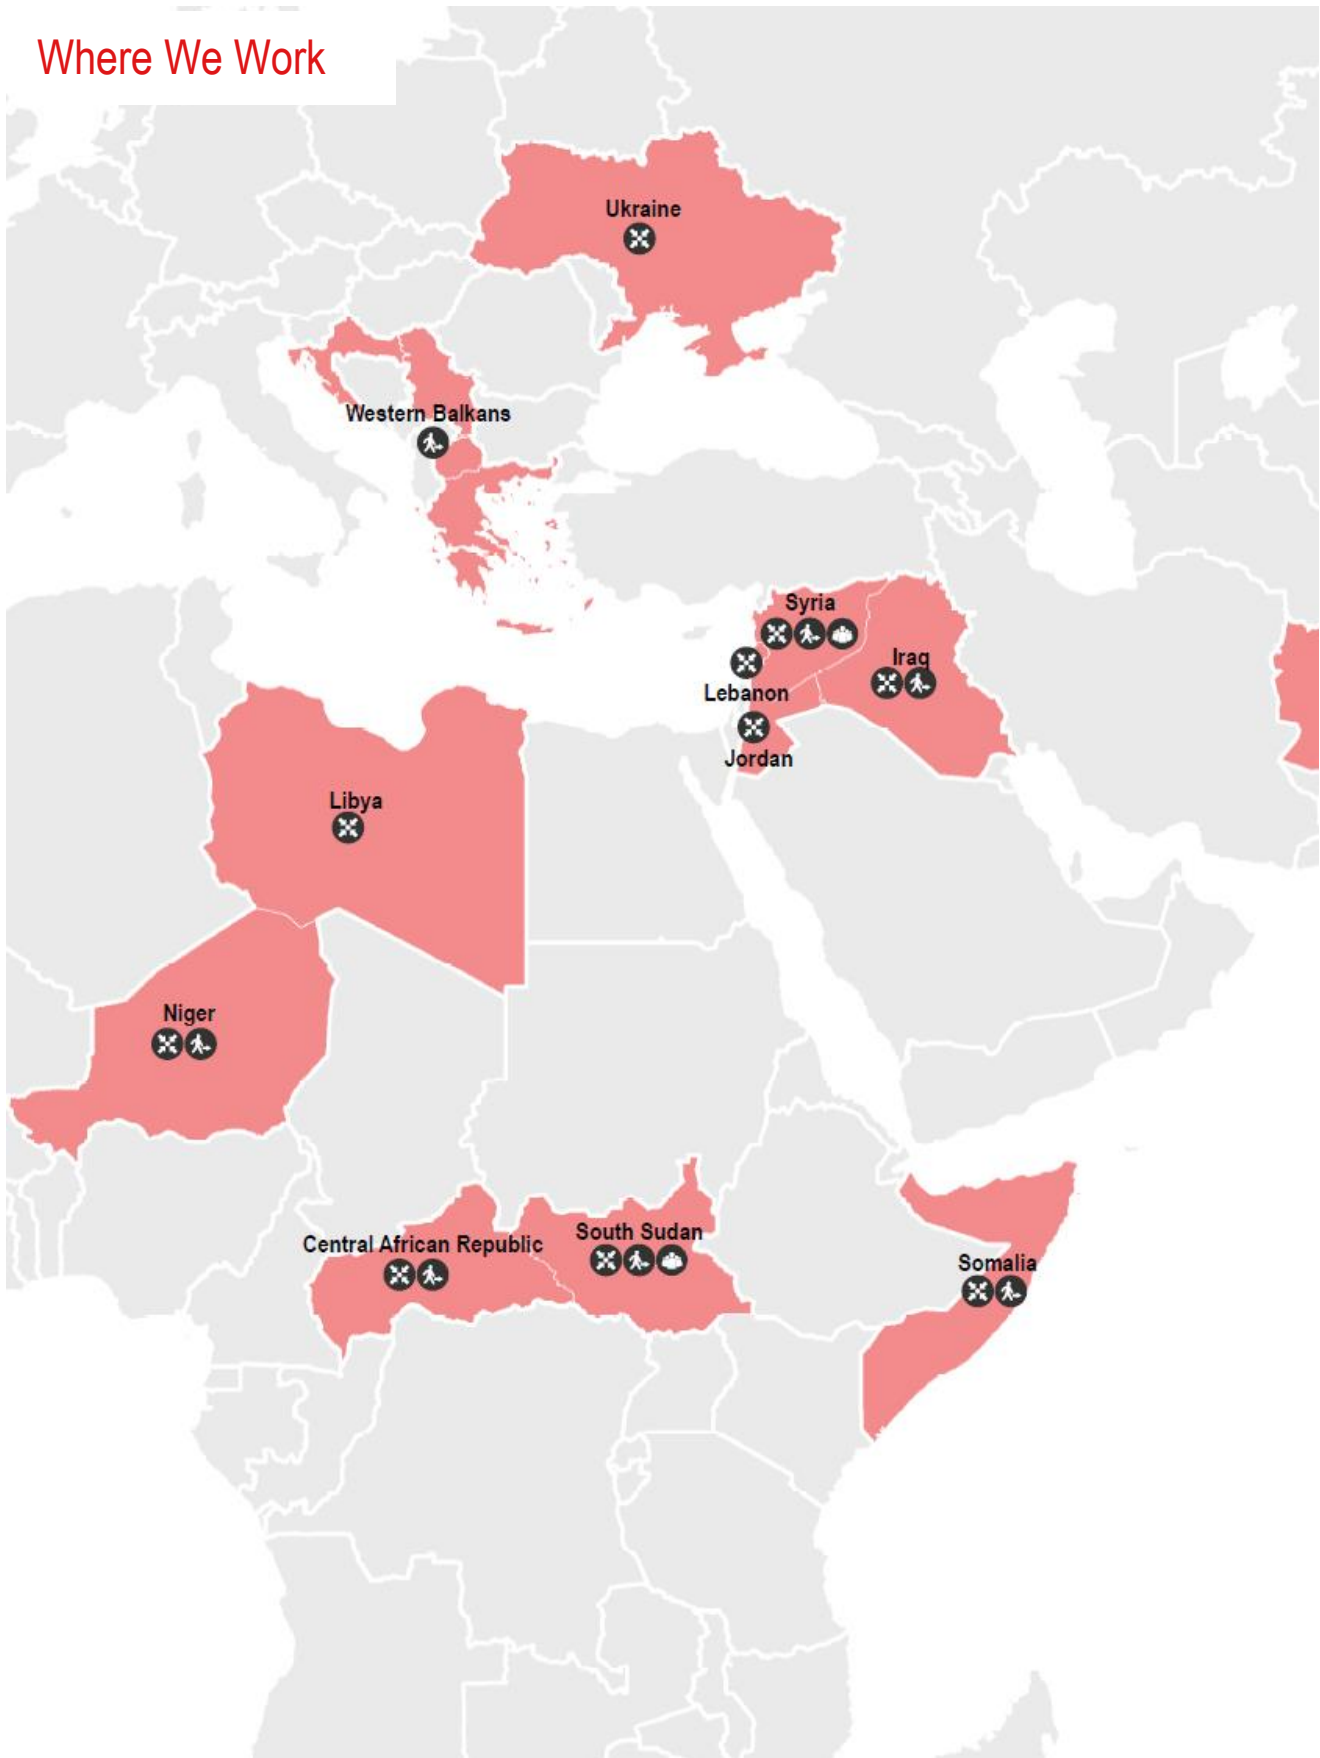 Where We Work
Ukraine
Western Balkans
Syria
Iraq
Lebanon
Jordan
Libya
Niger
Central African Republic
South Sudan
Somalia